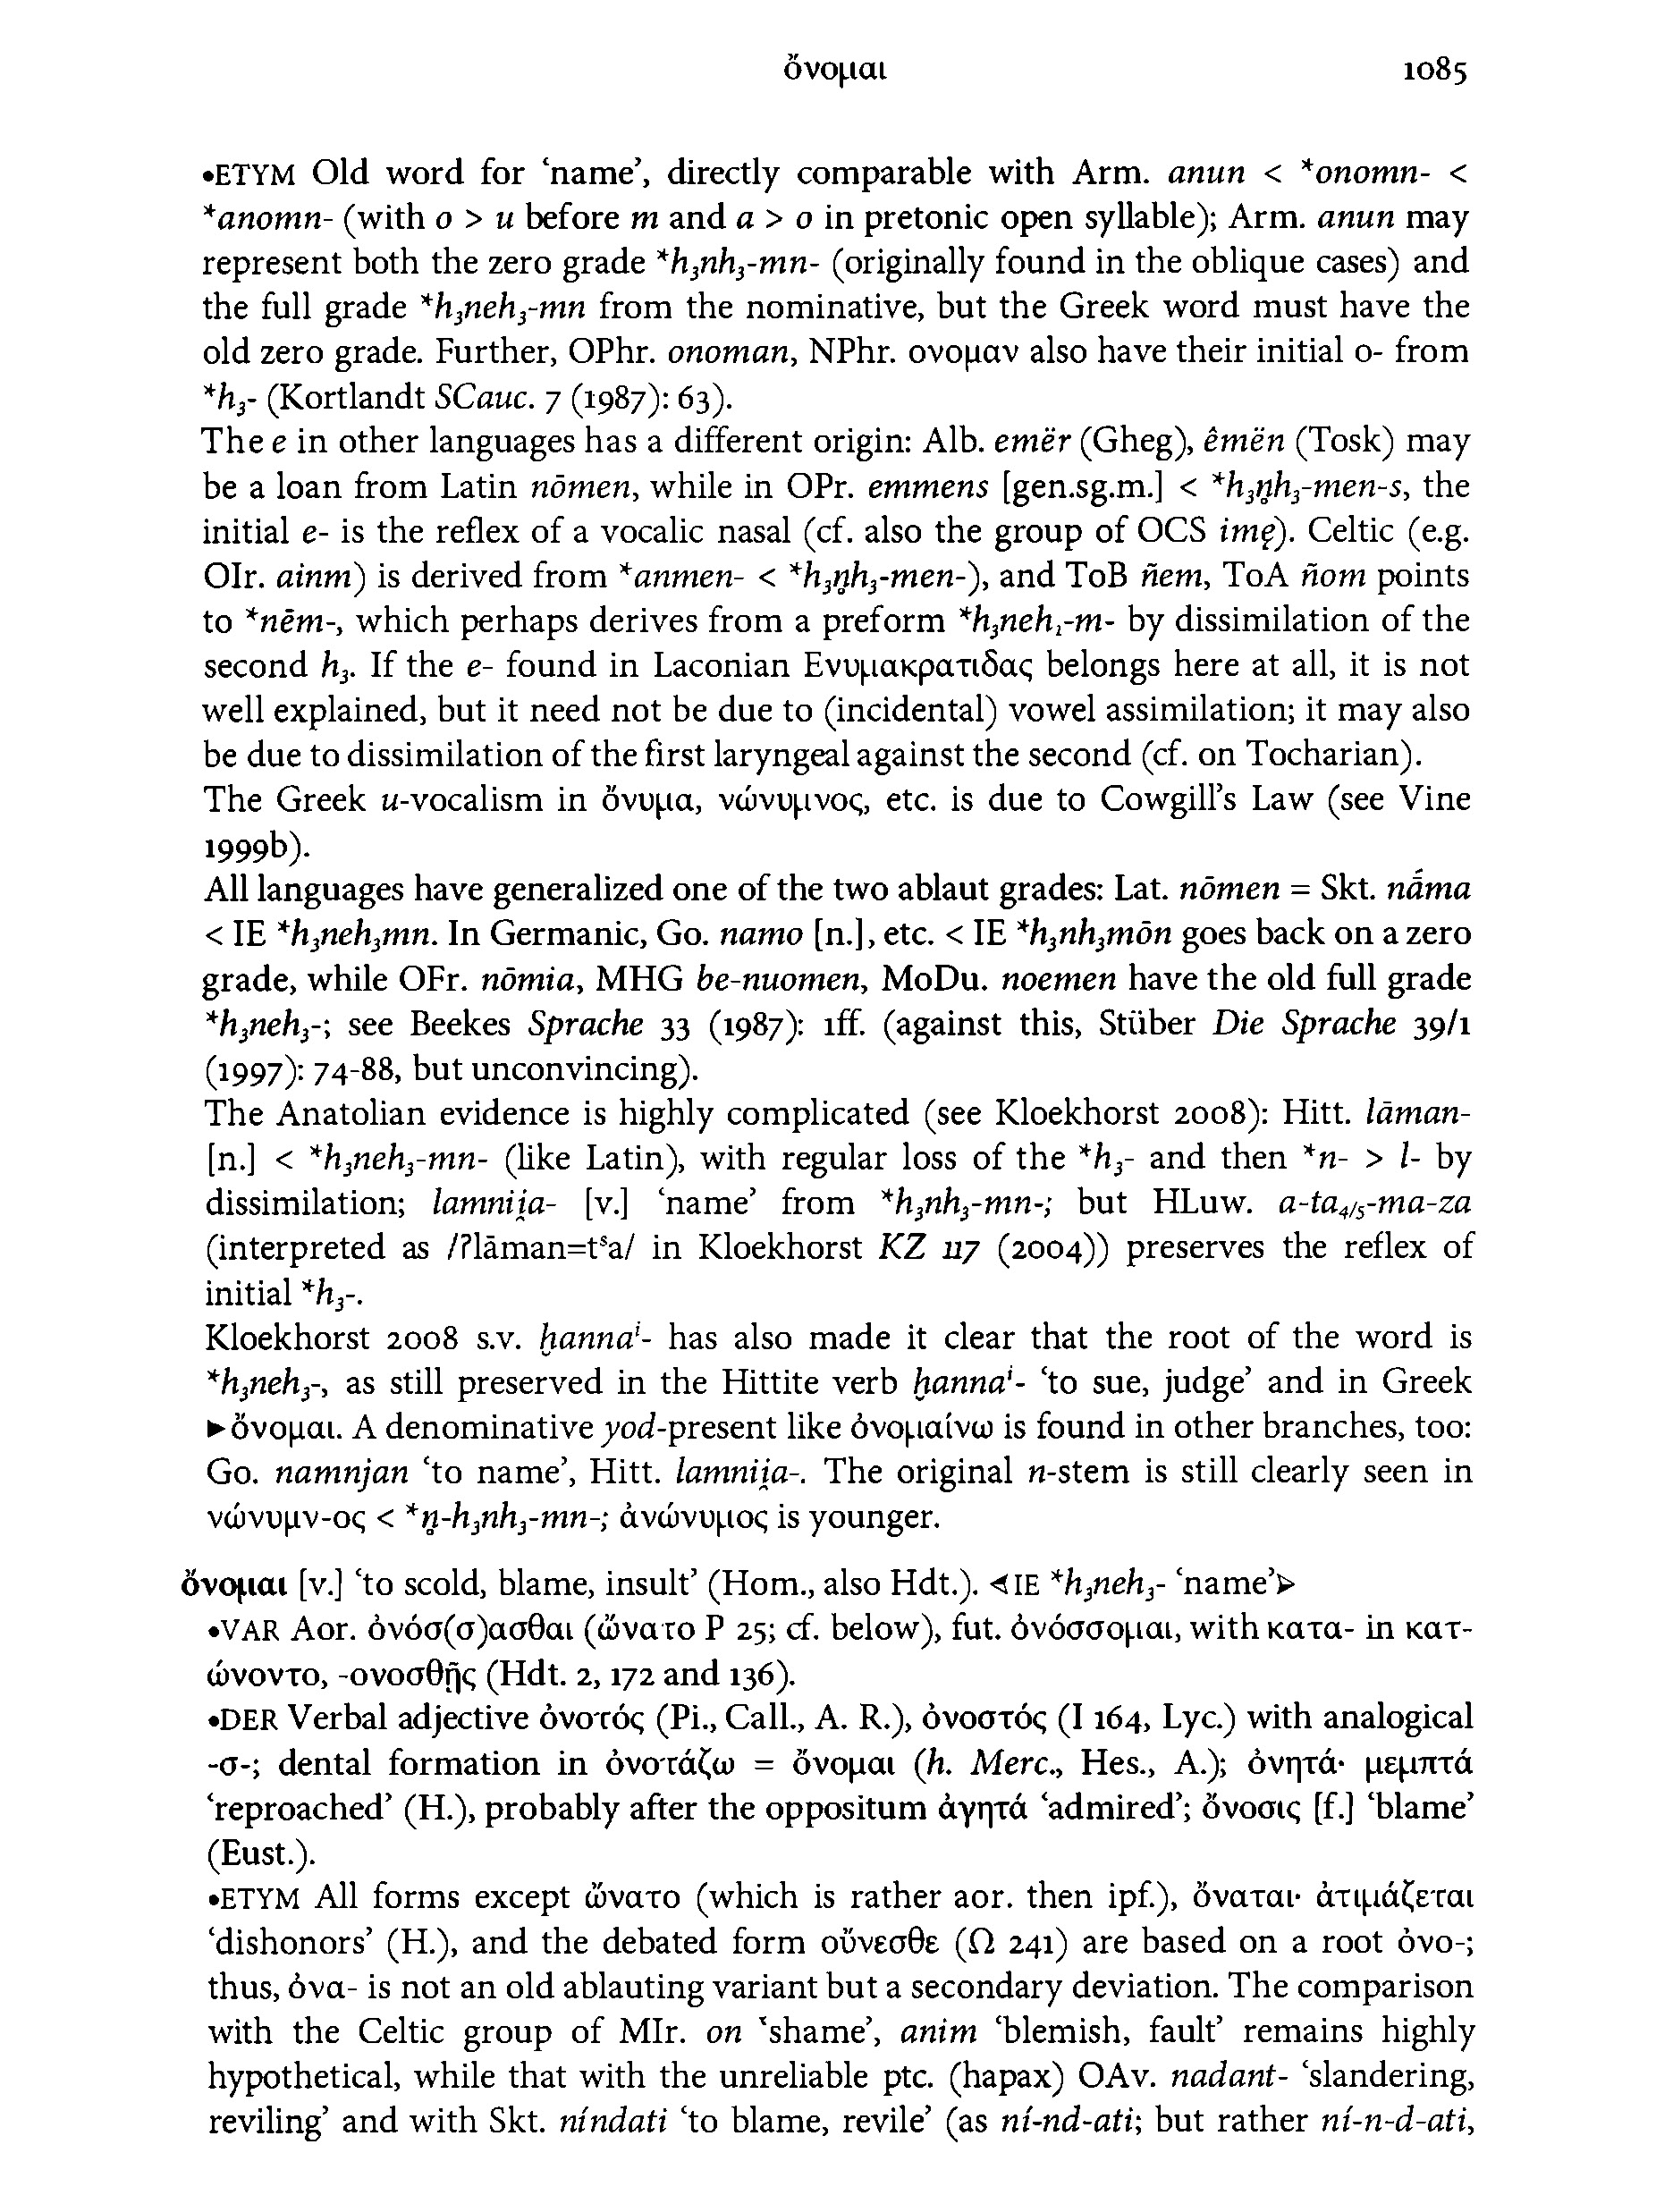 ὄνομαι 1085
•ETYM Old word for ‘name’, directly comparable with Arm. anun < *onomn- <
*anomn- (with o > u before m and a > o in pretonic open syllable); Arm. anun may
represent both the zero grade *h₃nh₃-mn- (originally found in the oblique cases) and
the full grade *h₃neh₃-mn from the nominative, but the Greek word must have the
old zero grade. Further, OPhr. onoman, NPhr. ονομαν also have their initial o- from
*h₃- (Kortlandt SCauc. 7 (1987): 63).
The e in other languages has a different origin: Alb. emër (Gheg), êmën (Tosk) may
be a loan from Latin nōmen, while in OPr. emmens [gen.sg.m.] < *h₃n̥h₃-men-s, the
initial e- is the reflex of a vocalic nasal (cf. also the group of OCS imę). Celtic (e.g.
OIr. ainm) is derived from *anmen- < *h₃n̥h₃-men-), and ToB ñem, ToA ñom points
to *nēm-, which perhaps derives from a preform *h₃neh₁-m- by dissimilation of the
second h₃. If the e- found in Laconian Ενυμακρατιδας belongs here at all, it is not
well explained, but it need not be due to (incidental) vowel assimilation; it may also
be due to dissimilation of the first laryngeal against the second (cf. on Tocharian).
The Greek u-vocalism in ὄνυμα, νώνυμνος, etc. is due to Cowgill’s Law (see Vine
1999b).
All languages have generalized one of the two ablaut grades: Lat. nōmen = Skt. nā́ma
< IE *h₃neh₃mn. In Germanic, Go. namo [n.], etc. < IE *h₃nh₃mōn goes back on a zero
grade, while OFr. nōmia, MHG be-nuomen, MoDu. noemen have the old full grade
*h₃neh₃-; see Beekes Sprache 33 (1987): 1ff. (against this, Stüber Die Sprache 39/1
(1997): 74-88, but unconvincing).
The Anatolian evidence is highly complicated (see Kloekhorst 2008): Hitt. lāman-
[n.] < *h₃neh₃-mn- (like Latin), with regular loss of the *h₃- and then *n- > l- by
dissimilation; lamnii̯a- [v.] ‘name’ from *h₃nh₃-mn-; but HLuw. a-ta₄/₅-ma-za
(interpreted as /ʔlāman=tˢa/ in Kloekhorst KZ 117 (2004)) preserves the reflex of
initial *h₃-.
Kloekhorst 2008 s.v. ḫannaⁱ- has also made it clear that the root of the word is
*h₃neh₃-, as still preserved in the Hittite verb ḫannaⁱ- ‘to sue, judge’ and in Greek
►ὄνομαι. A denominative yod-present like ὀνομαίνω is found in other branches, too:
Go. namnjan ‘to name’, Hitt. lamnii̯a-. The original n-stem is still clearly seen in
νώνυμν-ος < *n̥-h₃nh₃-mn-; ἀνώνυμος is younger.
ὄνομαι [v.] ‘to scold, blame, insult’ (Hom., also Hdt.). ◁IE *h₃neh₃- ‘name’▷
•VAR Aor. ὀνόσ(σ)ασθαι (ὤνατο P 25; cf. below), fut. ὀνόσσομαι, with κατα- in κατ-
ώνοντο, -ονοσθῇς (Hdt. 2, 172 and 136).
•DER Verbal adjective ὀνοτός (Pi., Call., A. R.), ὀνοστός (I 164, Lyc.) with analogical
-σ-; dental formation in ὀνοτάζω = ὄνομαι (h. Merc., Hes., A.); ὀνητά· μεμπτά
‘reproached’ (H.), probably after the oppositum ἀγητά ‘admired’; ὄνοσις [f.] ‘blame’
(Eust.).
•ETYM All forms except ὤνατο (which is rather aor. then ipf.), ὄναται· ἀτιμάζεται
‘dishonors’ (H.), and the debated form οὔνεσθε (Ω 241) are based on a root ὀνο-;
thus, ὀνα- is not an old ablauting variant but a secondary deviation. The comparison
with the Celtic group of MIr. on ‘shame’, anim ‘blemish, fault’ remains highly
hypothetical, while that with the unreliable ptc. (hapax) OAv. nadant- ‘slandering,
reviling’ and with Skt. níndati ‘to blame, revile’ (as ní-nd-ati; but rather ní-n-d-ati,